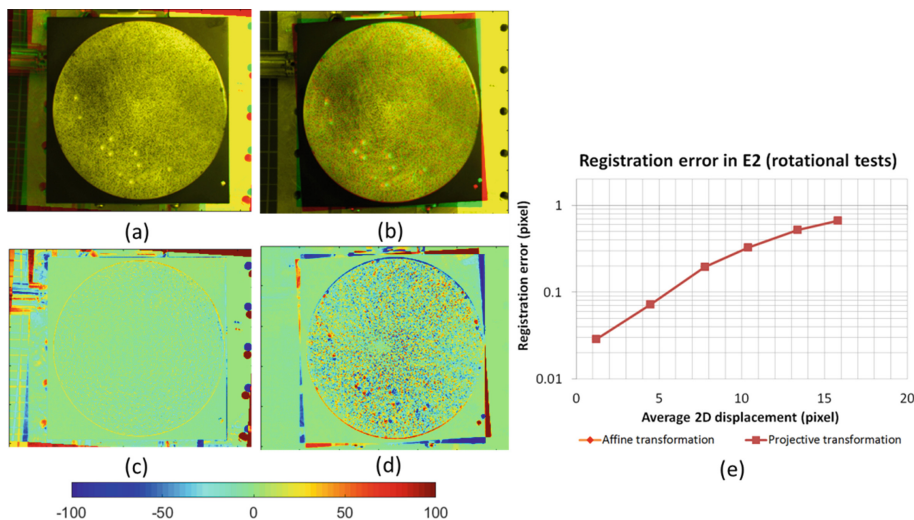 (a)
(b)
(c)
(d)
-100 -50 0 50 100
Registration error in E2 (rotational tests)
Registration error (pixel)
1
0.1
0.01
0 5 10 15 20
Average 2D displacement (pixel)
Affine transformation Projective transformation
(e)